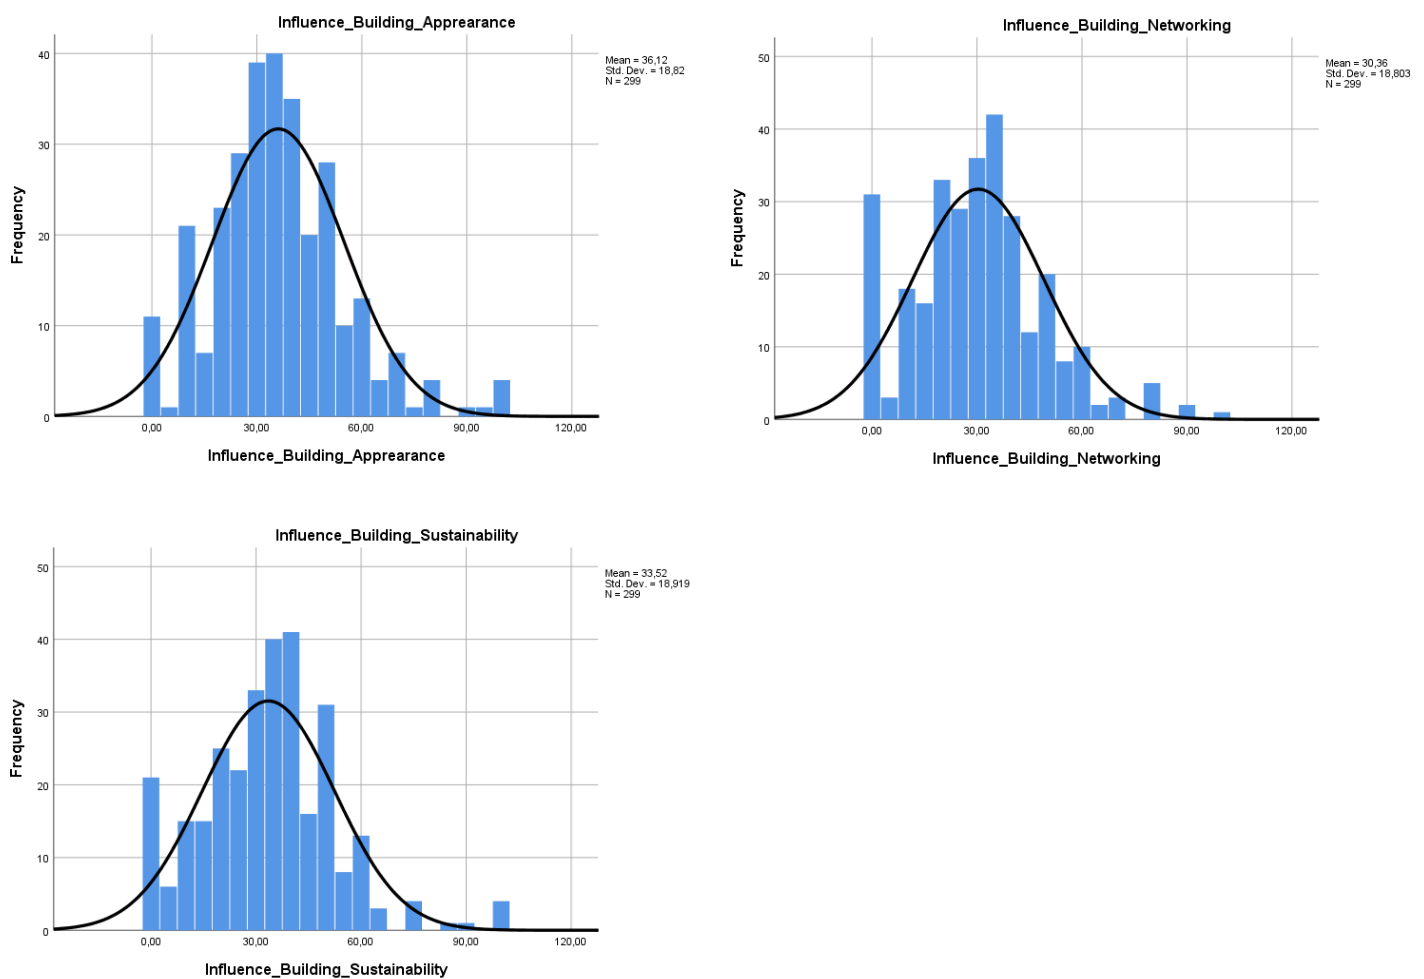 Influence_Building_Apprearance
Mean = 36,12
Std. Dev. = 18,82
N = 299
40
30
20
10
0
Frequency
0,00 30,00 60,00 90,00 120,00
Influence_Building_Apprearance
Influence_Building_Networking
Mean = 30,36
Std. Dev. = 18,803
N = 299
50
40
30
20
10
0
Frequency
0,00 30,00 60,00 90,00 120,00
Influence_Building_Networking
Influence_Building_Sustainability
Mean = 33,52
Std. Dev. = 18,919
N = 299
50
40
30
20
10
0
Frequency
0,00 30,00 60,00 90,00 120,00
Influence_Building_Sustainability